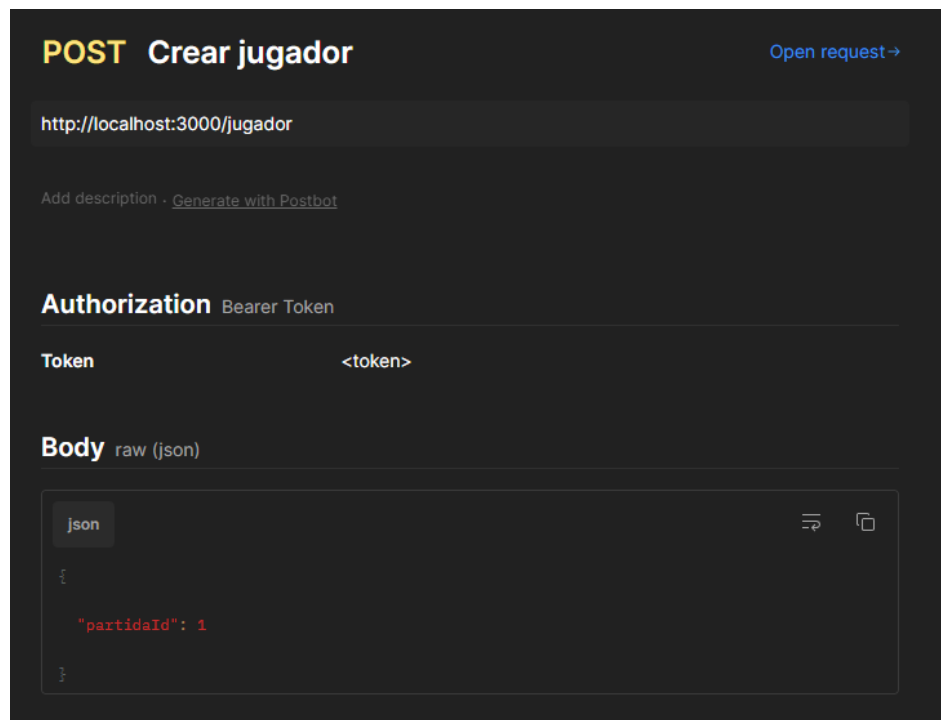 POST Crear jugador Open request→
http://localhost:3000/jugador
Add description · Generate with Postbot
Authorization Bearer Token
Token <token>
Body raw (json)
json
{
"partidaId": 1
}